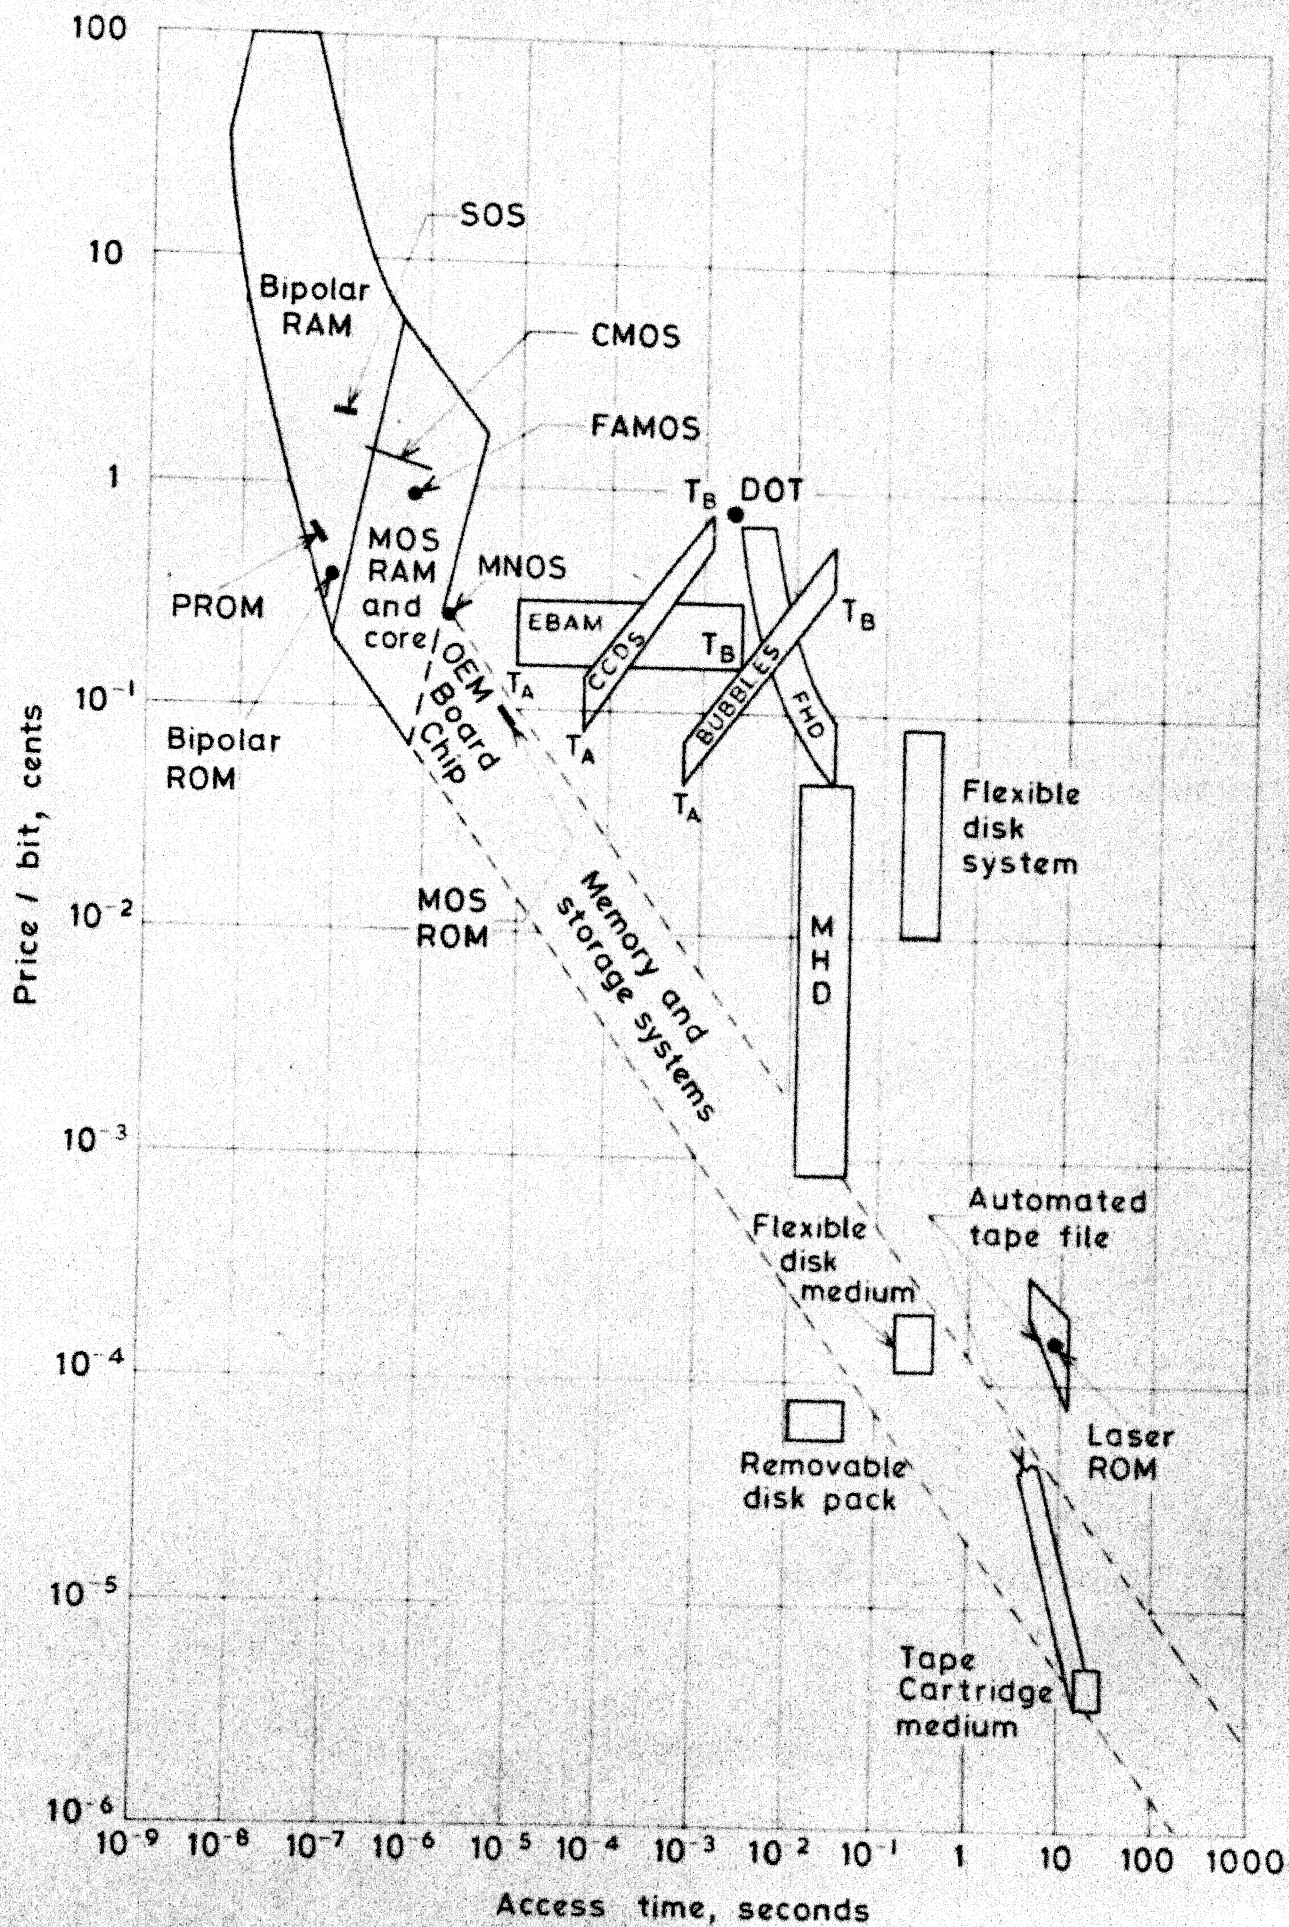 100
SOS
10
Bipolar
RAM
CMOS
FAMOS
1
T_B DOT
MOS
RAM
and
core
MNOS
PROM
EBAM
CCDS
T_B
T_B
T_A
OEM
Board
Chip
BUBBLES
FHD
10⁻¹
Bipolar
ROM
T_A
T_A
Flexible
disk
system
Price / bit, cents
MOS
ROM
10⁻²
Memory and
storage systems
M
H
D
10⁻³
Automated
tape file
Flexible
disk
medium
10⁻⁴
Laser
ROM
Removable
disk pack
10⁻⁵
Tape
Cartridge
medium
10⁻⁶
10⁻⁹ 10⁻⁸ 10⁻⁷ 10⁻⁶ 10⁻⁵ 10⁻⁴ 10⁻³ 10⁻² 10⁻¹ 1 10 100 1000
Access time, seconds